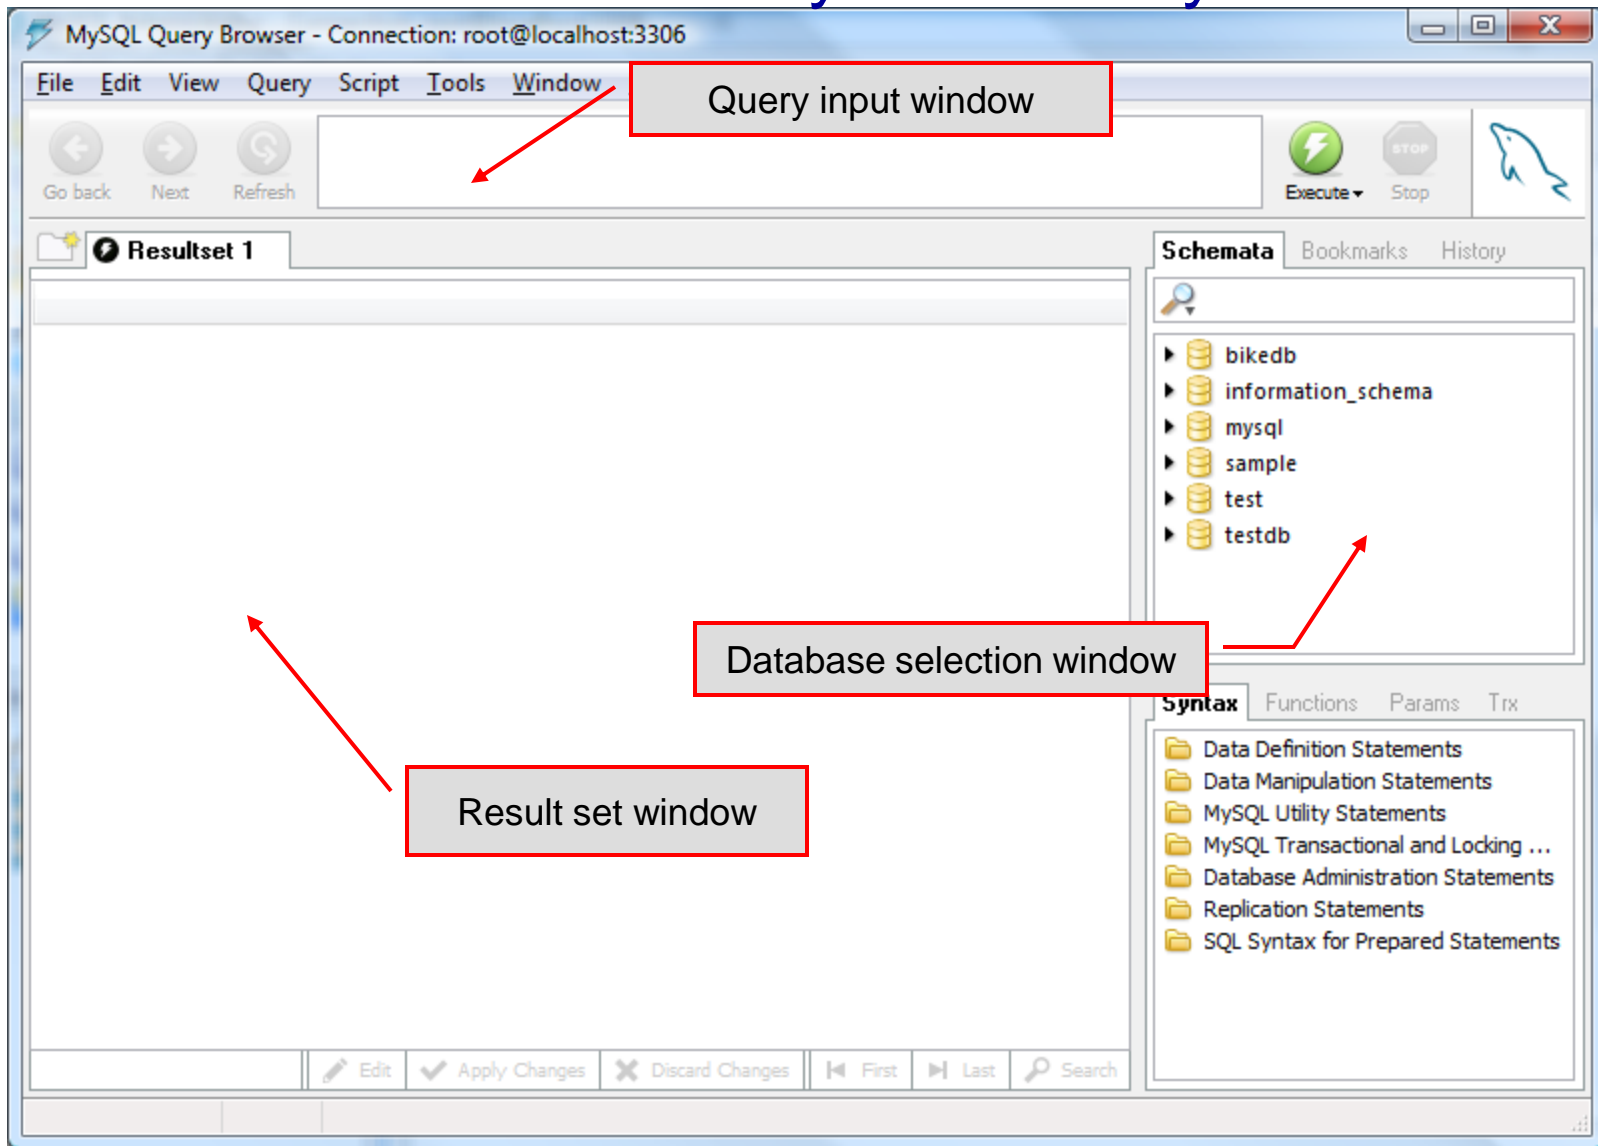 MySQL Query Browser - Connection: root@localhost:3306
File Edit View Query Script Tools Window
Query input window
Go back Next Refresh
Execute STOP Stop
Resultset 1
Schemata Bookmarks History
bikedb
information_schema
mysql
sample
test
testdb
Database selection window
Syntax Functions Params Trx
Data Definition Statements
Data Manipulation Statements
MySQL Utility Statements
MySQL Transactional and Locking ...
Database Administration Statements
Replication Statements
SQL Syntax for Prepared Statements
Result set window
Edit Apply Changes Discard Changes First Last Search